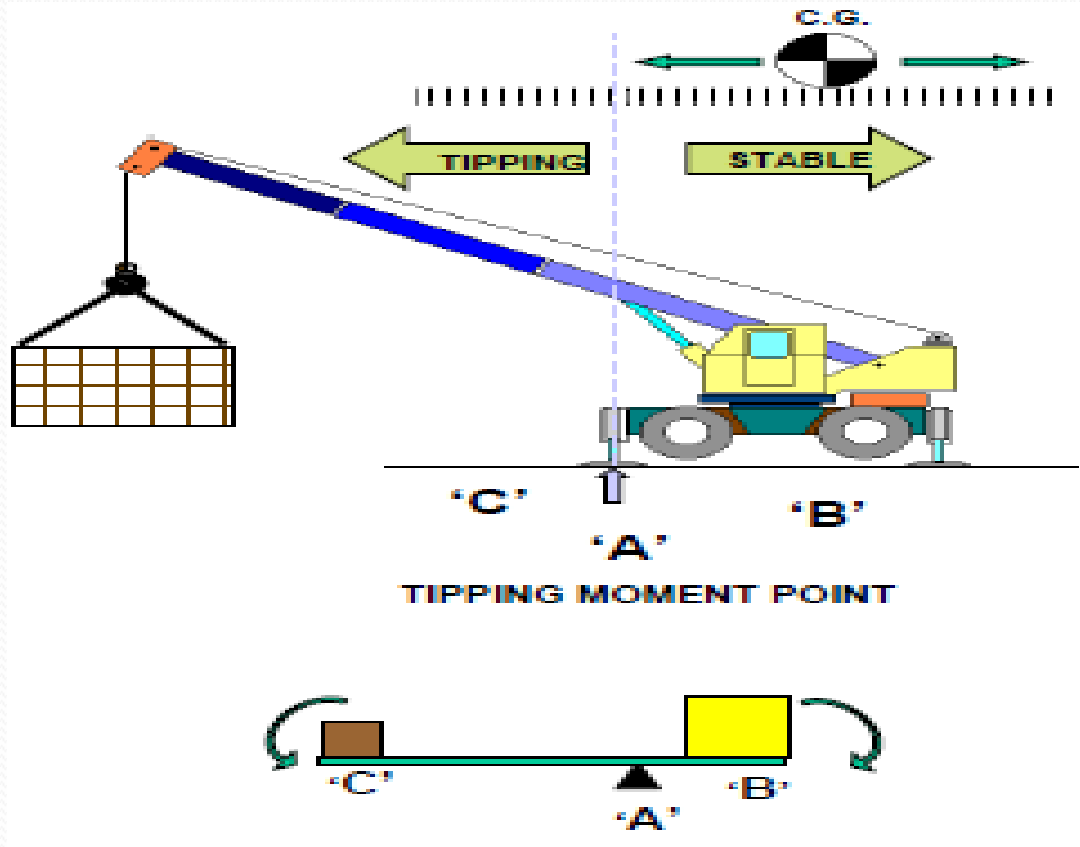 C.G.
TIPPING
STABLE
‘C’
‘B’
‘A’
TIPPING MOMENT POINT
‘C’
‘B’
‘A’